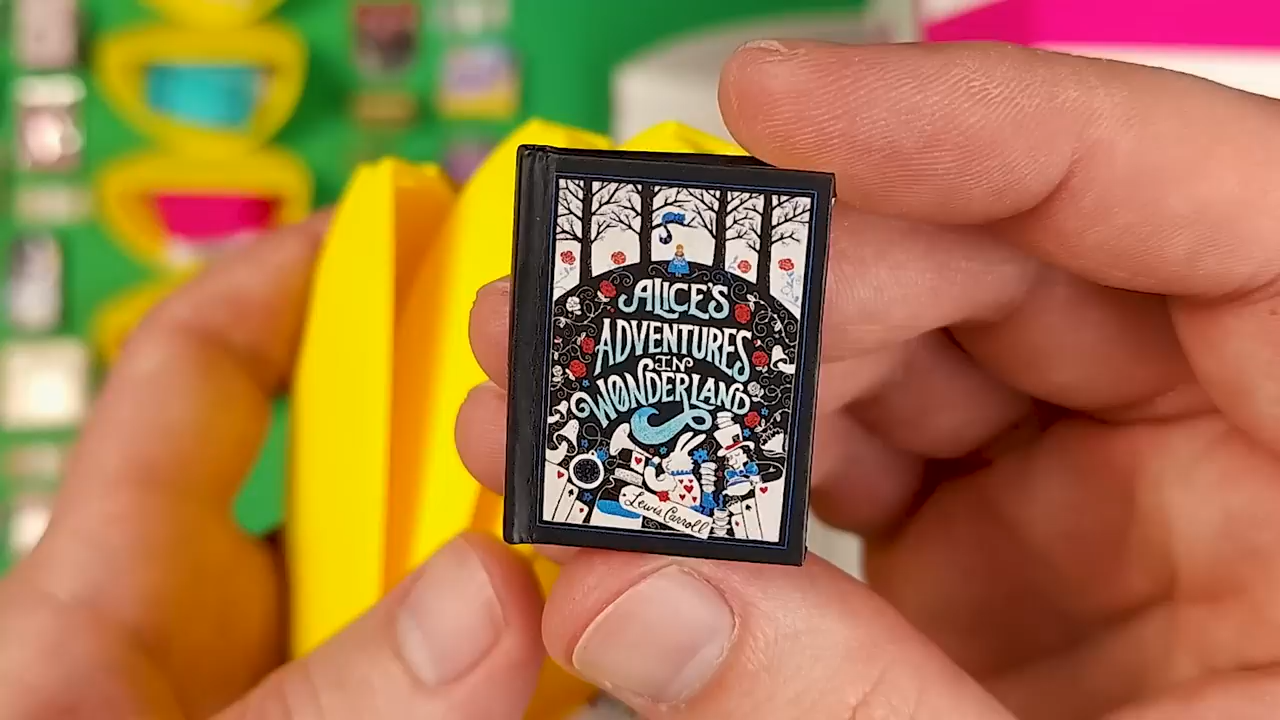 ALICE'S
ADVENTURES
IN
WONDERLAND
Lewis Carroll